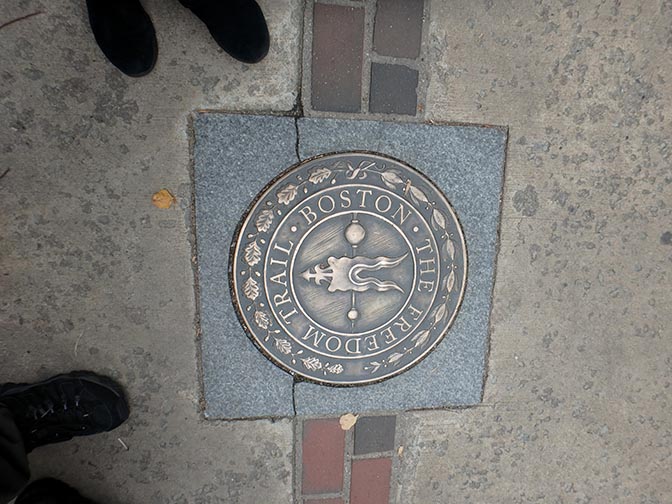 BOSTON · THE FREEDOM TRAIL ·